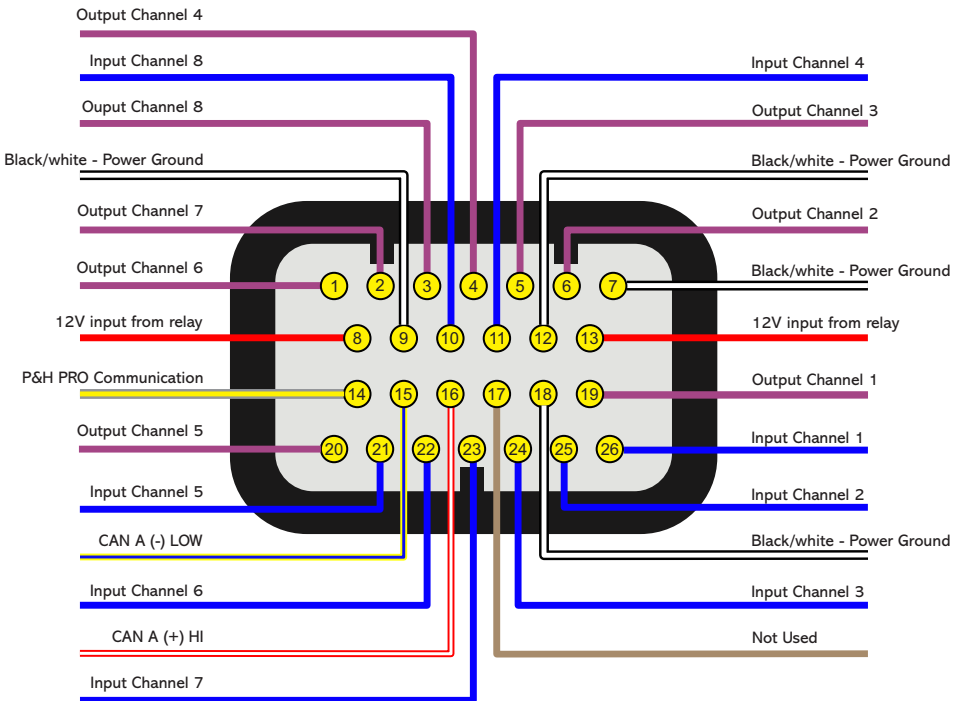 Output Channel 4
Input Channel 8
Ouput Channel 8
Black/white - Power Ground
Output Channel 7
Output Channel 6
12V input from relay
P&H PRO Communication
Output Channel 5
Input Channel 5
CAN A (-) LOW
Input Channel 6
CAN A (+) HI
Input Channel 7
1 2 3 4 5 6 7
8 9 10 11 12 13
14 15 16 17 18 19
20 21 22 23 24 25 26
Input Channel 4
Output Channel 3
Black/white - Power Ground
Output Channel 2
Black/white - Power Ground
12V input from relay
Output Channel 1
Input Channel 1
Input Channel 2
Black/white - Power Ground
Input Channel 3
Not Used